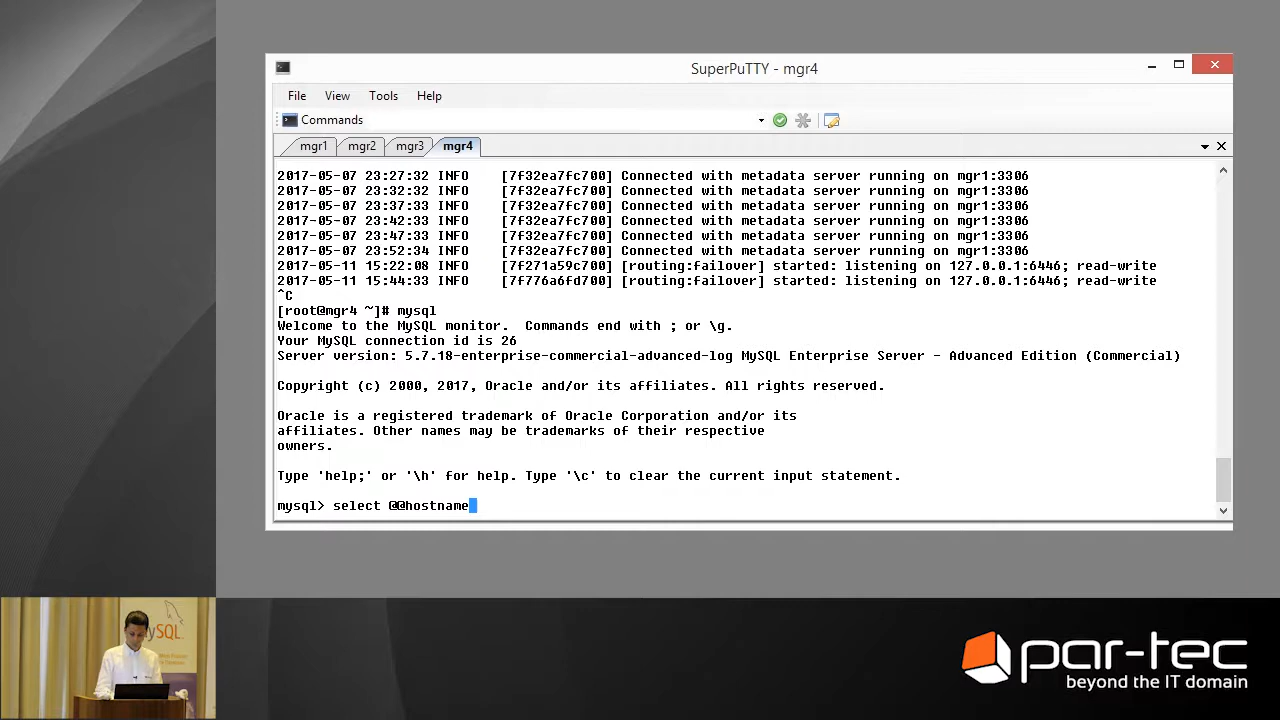 SuperPuTTY - mgr4
File View Tools Help
Commands
mgr1 mgr2 mgr3 mgr4
2017-05-07 23:27:32 INFO [7f32ea7fc700] Connected with metadata server running on mgr1:3306
2017-05-07 23:32:32 INFO [7f32ea7fc700] Connected with metadata server running on mgr1:3306
2017-05-07 23:37:33 INFO [7f32ea7fc700] Connected with metadata server running on mgr1:3306
2017-05-07 23:42:33 INFO [7f32ea7fc700] Connected with metadata server running on mgr1:3306
2017-05-07 23:47:33 INFO [7f32ea7fc700] Connected with metadata server running on mgr1:3306
2017-05-07 23:52:34 INFO [7f32ea7fc700] Connected with metadata server running on mgr1:3306
2017-05-11 15:22:08 INFO [7f271a59c700] [routing:failover] started: listening on 127.0.0.1:6446; read-write
2017-05-11 15:44:33 INFO [7f776a6fd700] [routing:failover] started: listening on 127.0.0.1:6446; read-write
^C
[root@mgr4 ~]# mysql
Welcome to the MySQL monitor. Commands end with ; or \g.
Your MySQL connection id is 26
Server version: 5.7.18-enterprise-commercial-advanced-log MySQL Enterprise Server - Advanced Edition (Commercial)
Copyright (c) 2000, 2017, Oracle and/or its affiliates. All rights reserved.
Oracle is a registered trademark of Oracle Corporation and/or its
affiliates. Other names may be trademarks of their respective
owners.
Type 'help;' or '\h' for help. Type '\c' to clear the current input statement.
mysql> select @@hostname
par-tec
beyond the IT domain